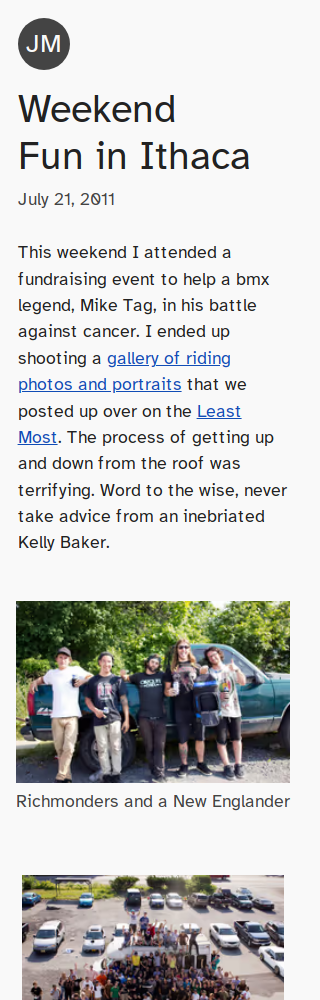 JM
Weekend
Fun in Ithaca
July 21, 2011
This weekend I attended a
fundraising event to help a bmx
legend, Mike Tag, in his battle
against cancer. I ended up
shooting a gallery of riding
photos and portraits that we
posted up over on the Least
Most. The process of getting up
and down from the roof was
terrifying. Word to the wise, never
take advice from an inebriated
Kelly Baker.
Richmonders and a New Englander